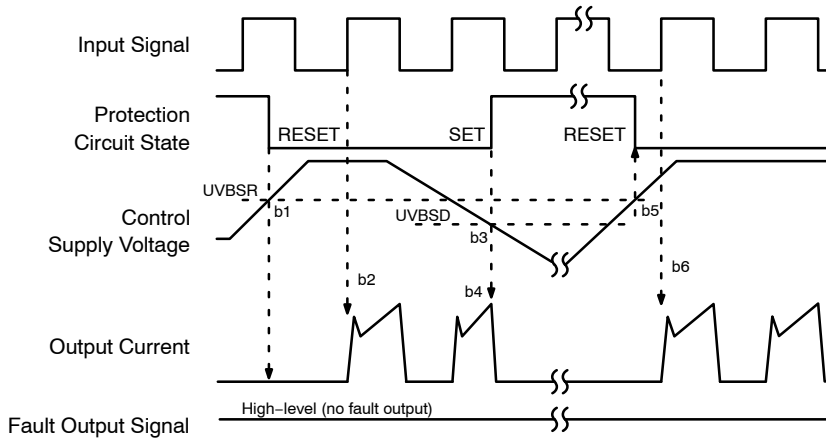 Input Signal
Protection
Circuit State
RESET
SET
RESET
UVBSR
b1
UVBSD
b3
b5
Control
Supply Voltage
b2
b4
b6
Output Current
High−level (no fault output)
Fault Output Signal